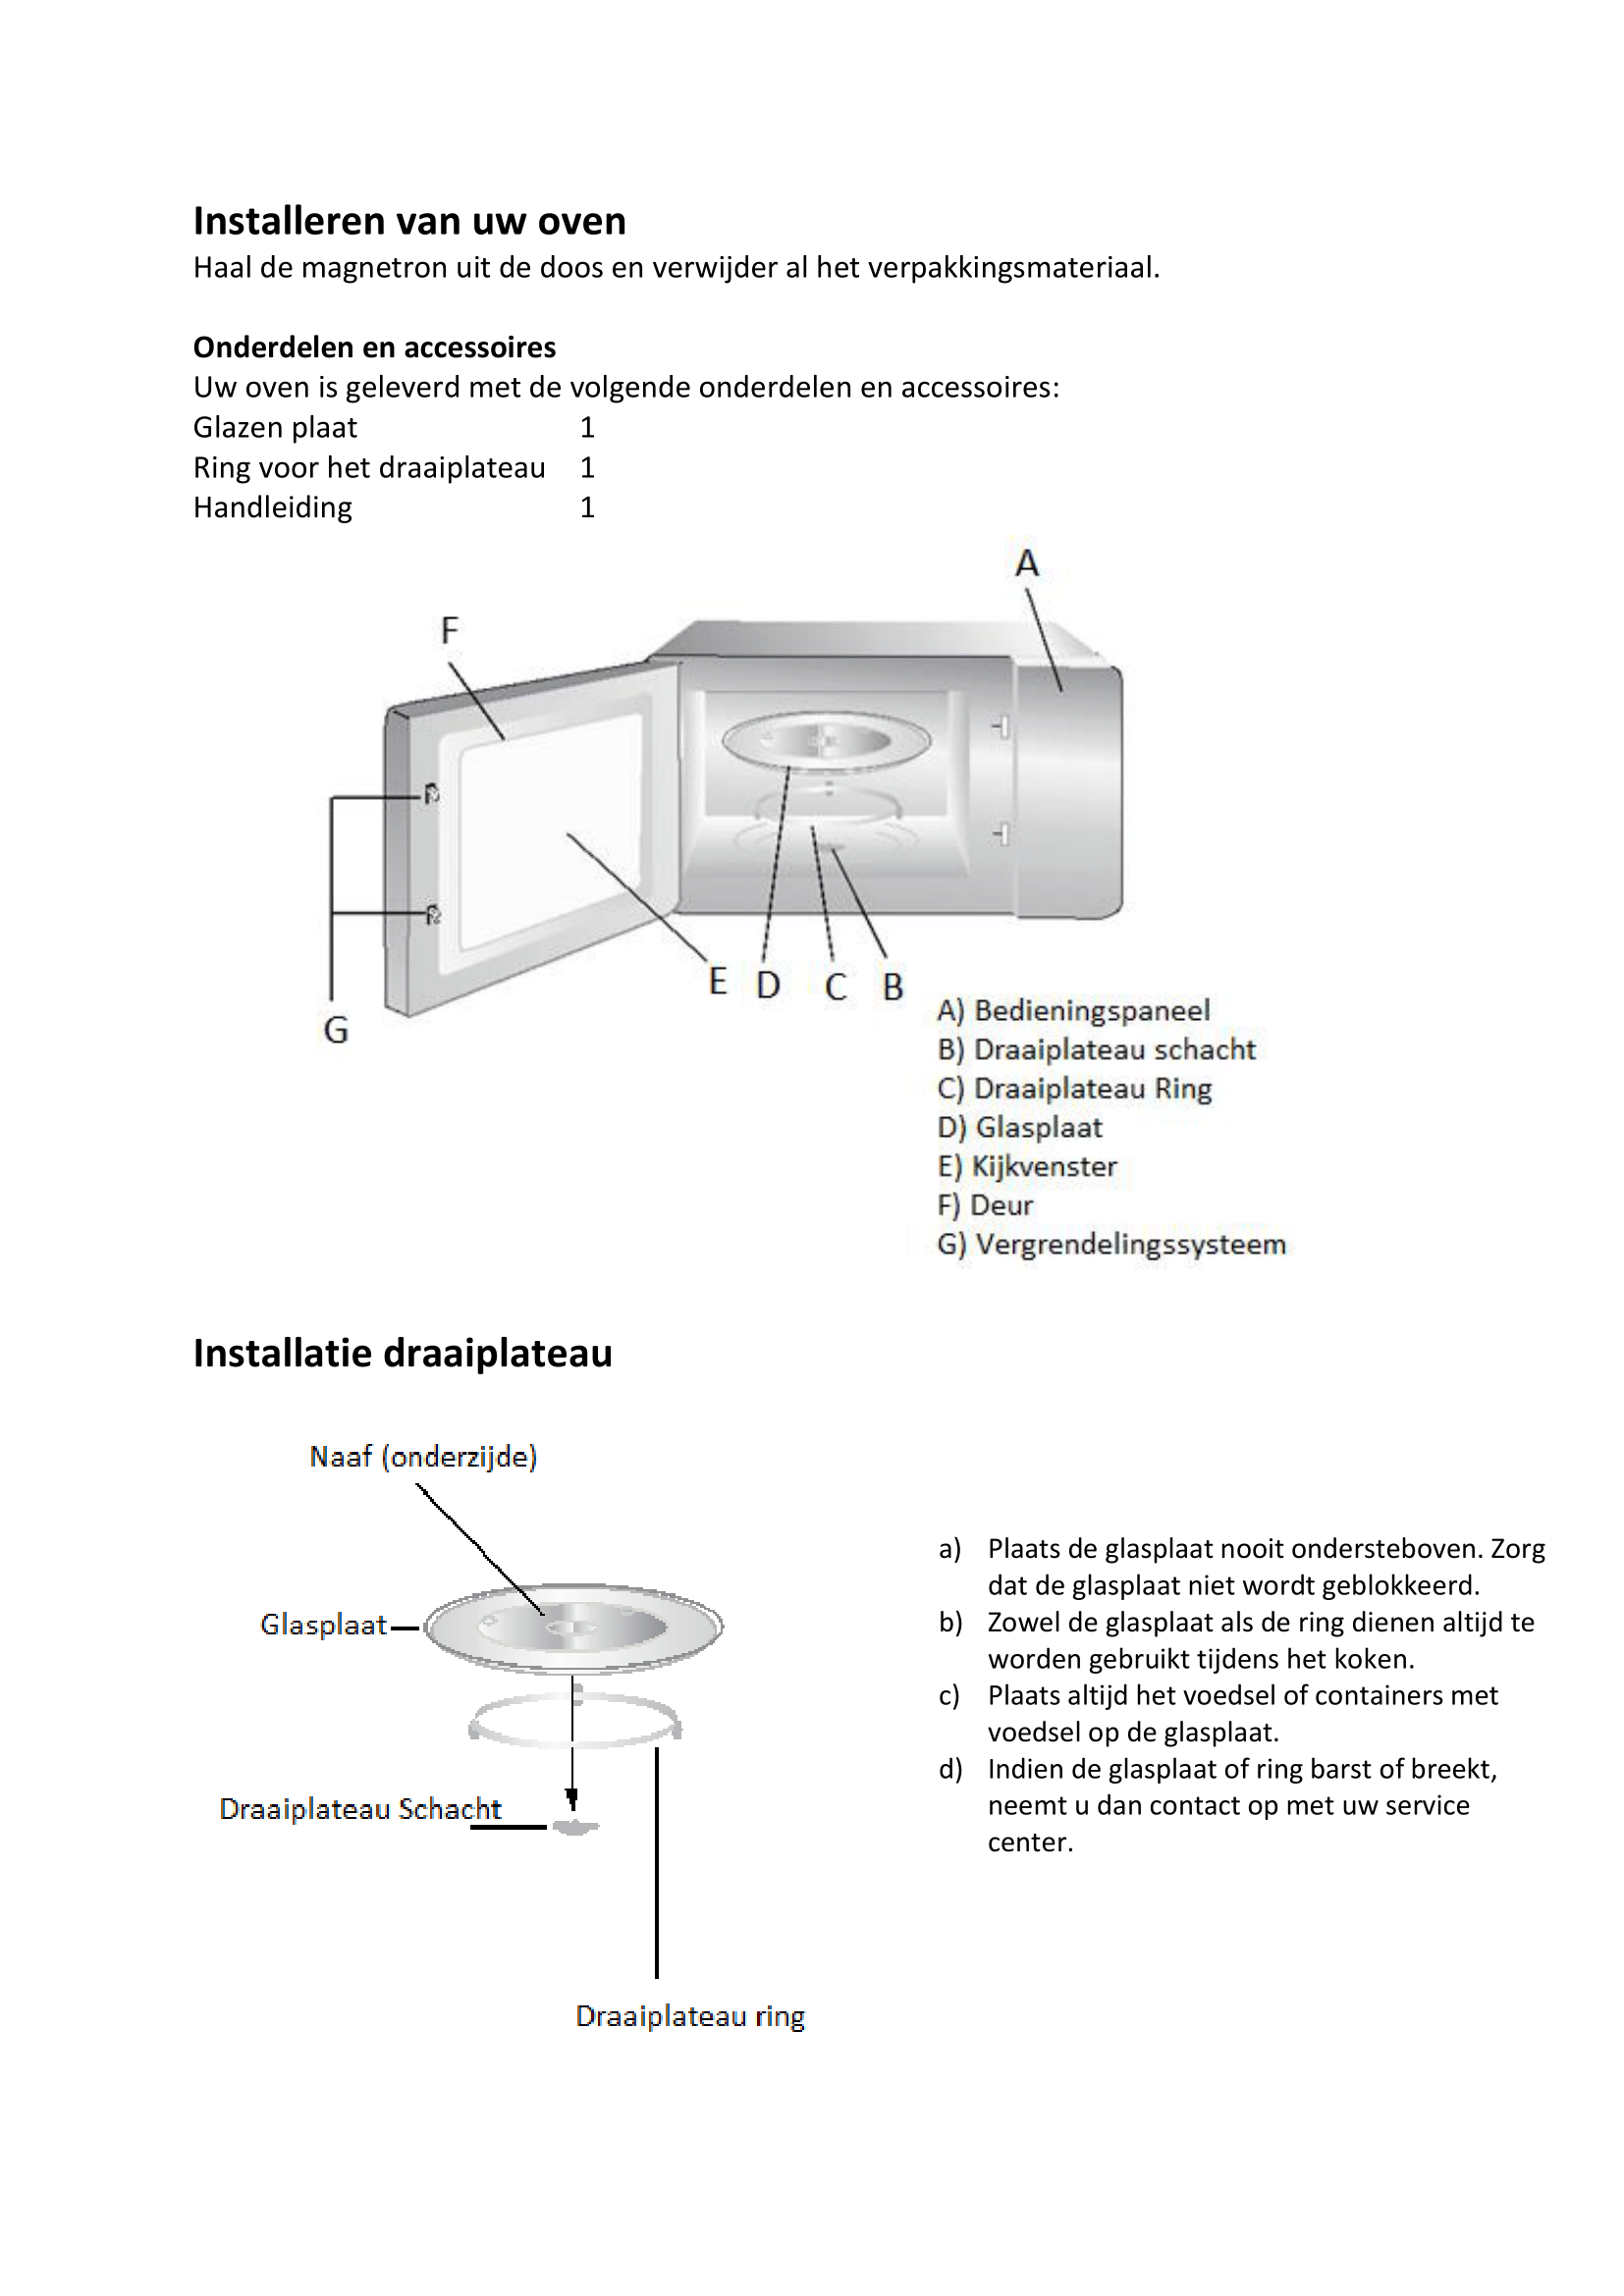 Installeren van uw oven
Haal de magnetron uit de doos en verwijder al het verpakkingsmateriaal.
Onderdelen en accessoires
Uw oven is geleverd met de volgende onderdelen en accessoires:
Glazen plaat 1
Ring voor het draaiplateau 1
Handleiding 1
A
F
E D C B
G
A) Bedieningspaneel
B) Draaiplateau schacht
C) Draaiplateau Ring
D) Glasplaat
E) Kijkvenster
F) Deur
G) Vergrendelingssysteem
Installatie draaiplateau
Naaf (onderzijde)
Glasplaat
Draaiplateau Schacht
Draaiplateau ring
a) Plaats de glasplaat nooit ondersteboven. Zorg
dat de glasplaat niet wordt geblokkeerd.
b) Zowel de glasplaat als de ring dienen altijd te
worden gebruikt tijdens het koken.
c) Plaats altijd het voedsel of containers met
voedsel op de glasplaat.
d) Indien de glasplaat of ring barst of breekt,
neemt u dan contact op met uw service
center.